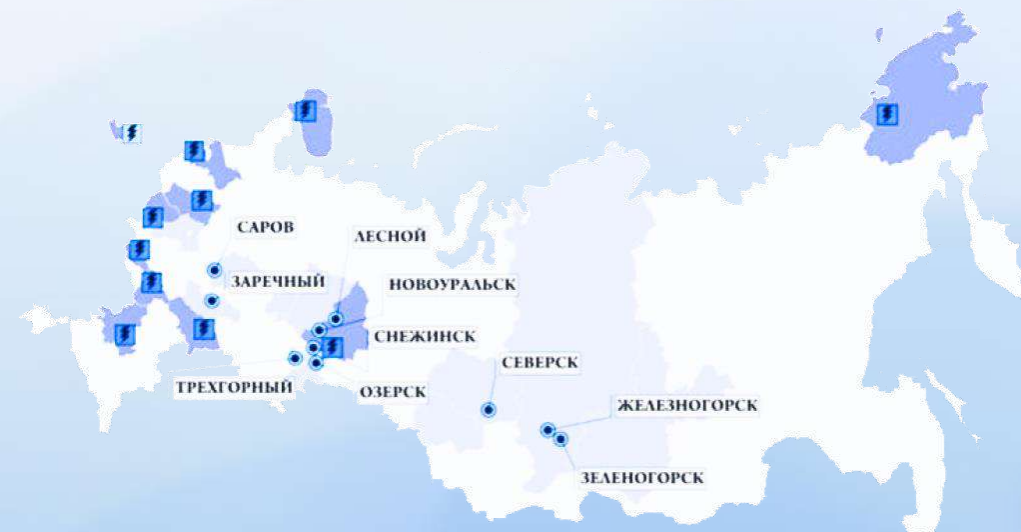 САРОВ
ЛЕСНОЙ
ЗАРЕЧНЫЙ
НОВОУРАЛЬСК
СНЕЖИНСК
СЕВЕРСК
ТРЕХГОРНЫЙ
ОЗЕРСК
ЖЕЛЕЗНОГОРСК
ЗЕЛЕНОГОРСК